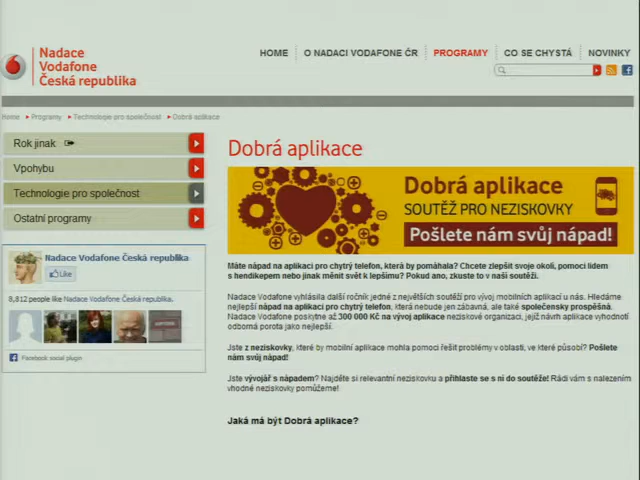 Nadace
Vodafone
Česká republika
HOME
O NADACI VODAFONE ČR
PROGRAMY
CO SE CHYSTÁ
NOVINKY
Home
Programy
Technologie pro společnost
Dobrá aplikace
Rok jinak
Vpohybu
Technologie pro společnost
Ostatní programy
Nadace Vodafone Česká republika
Like
8,812 people like Nadace Vodafone Česká republika.
Facebook social plugin
Dobrá aplikace
Dobrá aplikace
SOUTĚŽ PRO NEZISKOVKY
Pošlete nám svůj nápad!
Máte nápad na aplikaci pro chytrý telefon, která by pomáhala? Chcete zlepšit svoje okolí, pomoci lidem
s hendikepem nebo jinak měnit svět k lepšímu? Pokud ano, zkuste to v naší soutěži.
Nadace Vodafone vyhlásila další ročník jedné z největších soutěží pro vývoj mobilních aplikací u nás. Hledáme
nejlepší nápad na aplikaci pro chytrý telefon, která nebude jen zábavná, ale také společensky prospěšná.
Nadace Vodafone poskytne až 300 000 Kč na vývoj aplikace neziskové organizaci, jejíž návrh aplikace vyhodnotí
odborná porota jako nejlepší.
Jste z neziskovky, které by mobilní aplikace mohla pomoci řešit problémy v oblasti, ve které působí? Pošlete
nám svůj nápad!
Jste vývojář s nápadem? Najděte si relevantní neziskovku a přihlaste se s ní do soutěže! Rádi vám s nalezením
vhodné neziskovky pomůžeme!
Jaká má být Dobrá aplikace?